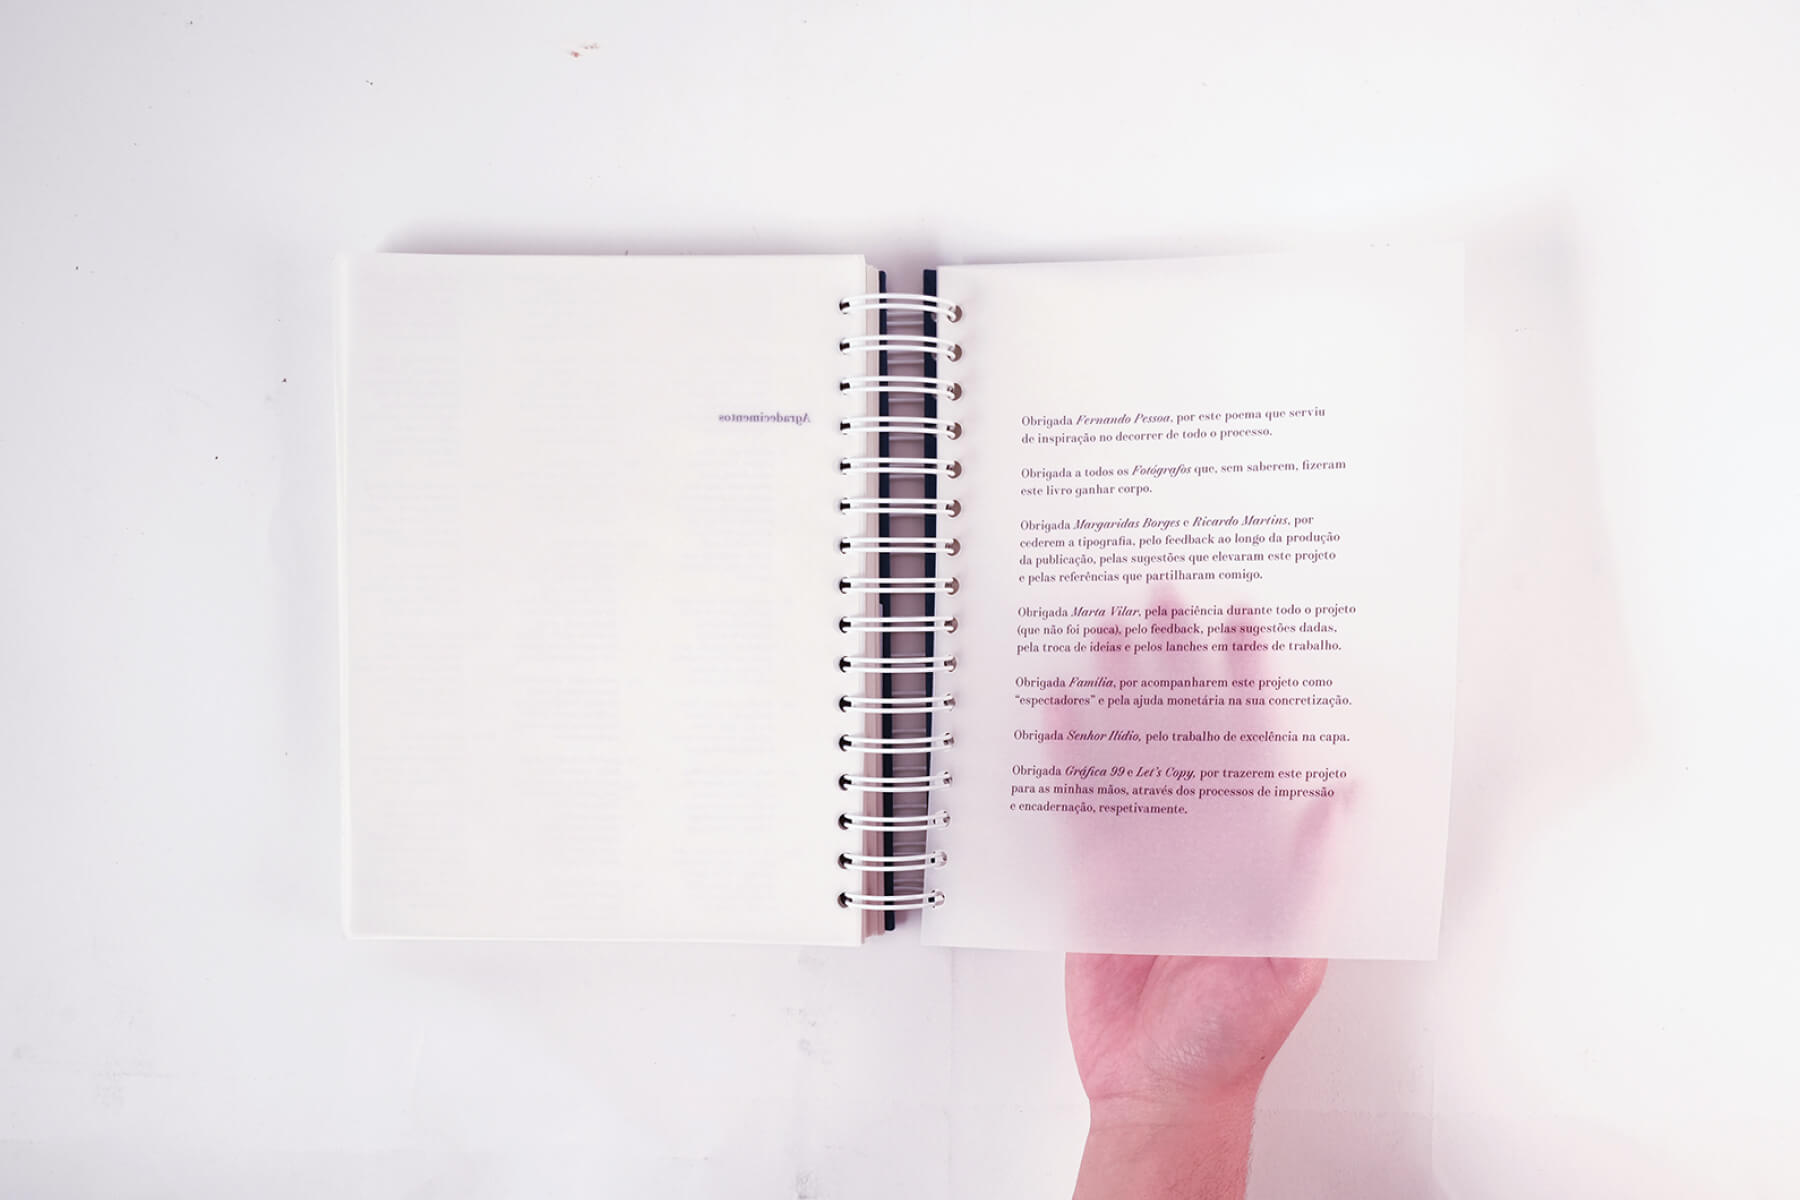 Agradecimentos
Obrigada Fernando Pessoa, por este poema que serviu
de inspiração no decorrer de todo o processo.
Obrigada a todos os Fotógrafos que, sem saberem, fizeram
este livro ganhar corpo.
Obrigada Margaridas Borges e Ricardo Martins, por
cederem a tipografia, pelo feedback ao longo da produção
da publicação, pelas sugestões que elevaram este projeto
e pelas referências que partilharam comigo.
Obrigada Marta Vilar, pela paciência durante todo o projeto
(que não foi pouca), pelo feedback, pelas sugestões dadas,
pela troca de ideias e pelos lanches em tardes de trabalho.
Obrigada Família, por acompanharem este projeto como
“espectadores” e pela ajuda monetária na sua concretização.
Obrigada Senhor Ilídio, pelo trabalho de excelência na capa.
Obrigada Gráfica 99 e Let’s Copy, por trazerem este projeto
para as minhas mãos, através dos processos de impressão
e encadernação, respetivamente.